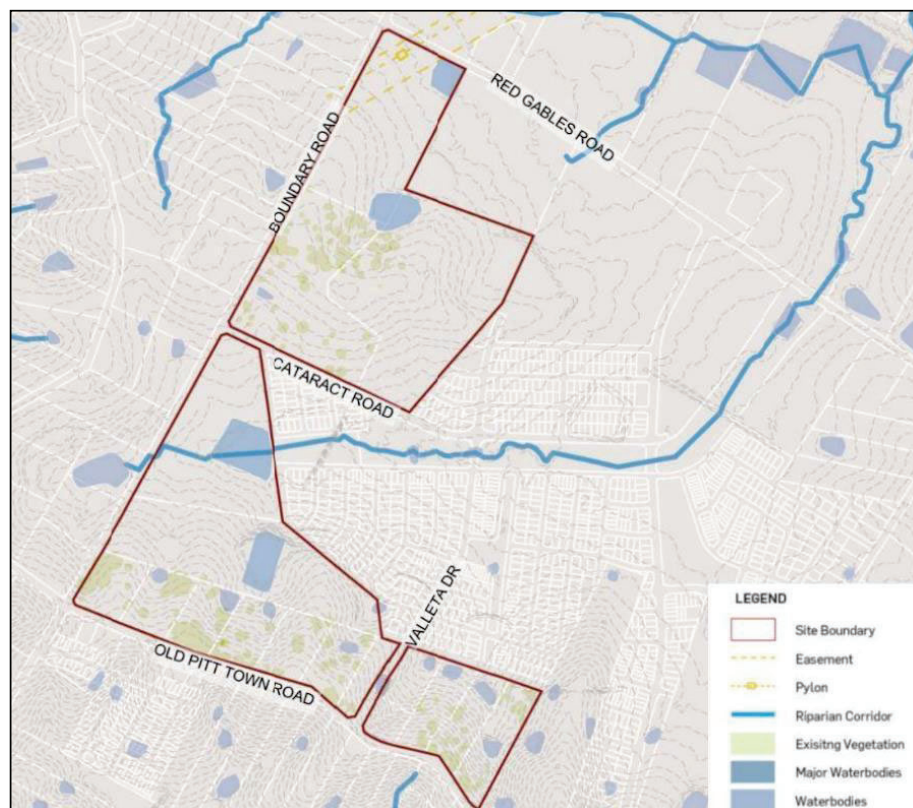 RED GABLES ROAD
BOUNDARY ROAD
CATARACT ROAD
VALLETA DR
OLD PITT TOWN ROAD
LEGEND
Site Boundary
Easement
Pylon
Riparian Corridor
Exisitng Vegetation
Major Waterbodies
Waterbodies